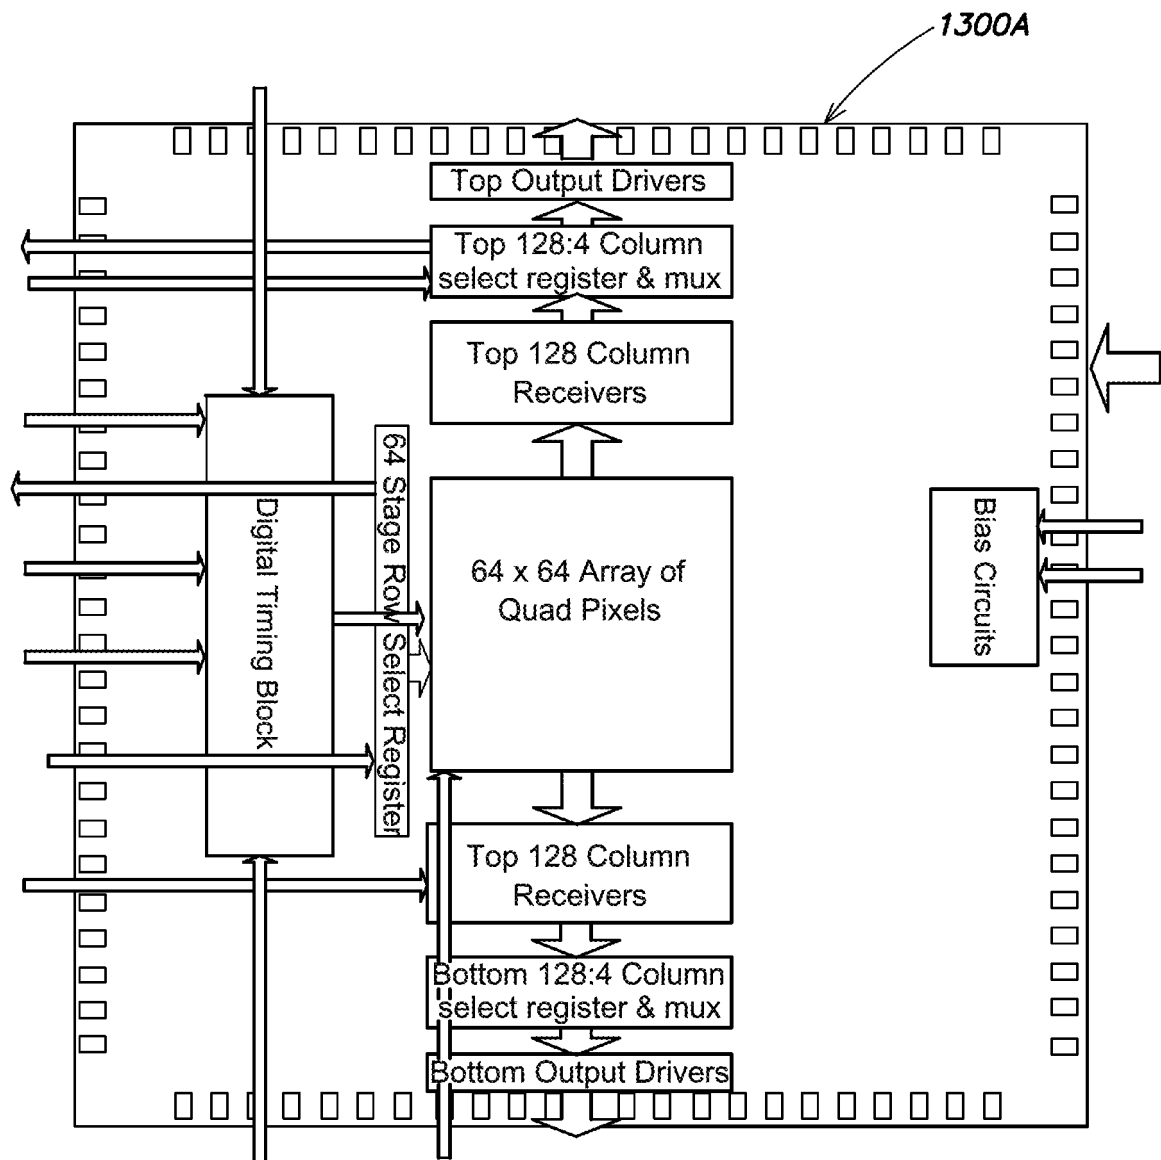 1300A
Top Output Drivers
Top 128:4 Column
select register & mux
Top 128 Column
Receivers
64 Stage Row Select Register
Digital Timing Block
64 x 64 Array of
Quad Pixels
Bias Circuits
Top 128 Column
Receivers
Bottom 128:4 Column
select register & mux
Bottom Output Drivers